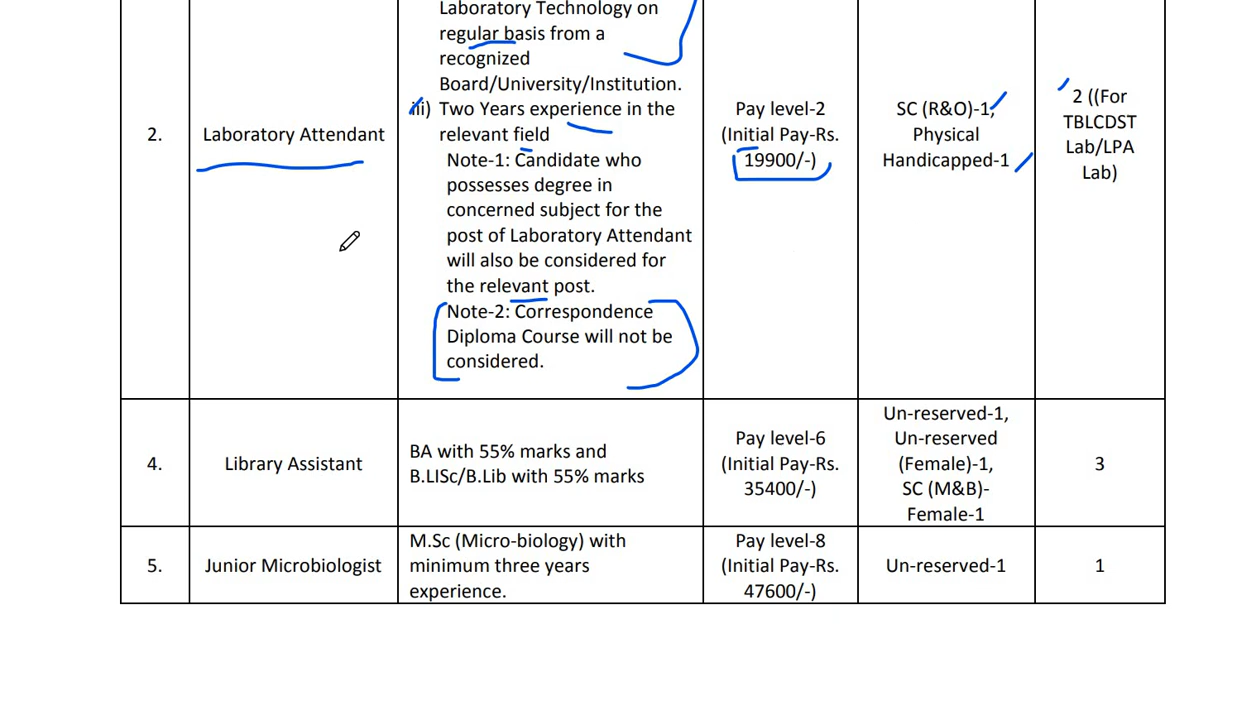 Laboratory Technology on
regular basis from a
recognized
Board/University/Institution.
iii) Two Years experience in the
relevant field
Note-1: Candidate who
possesses degree in
concerned subject for the
post of Laboratory Attendant
will also be considered for
the relevant post.
Note-2: Correspondence
Diploma Course will not be
considered.
2.
Laboratory Attendant
Pay level-2
(Initial Pay-Rs.
19900/-)
SC (R&O)-1,
Physical
Handicapped-1
2 ((For
TBLCDST
Lab/LPA
Lab)
4.
Library Assistant
BA with 55% marks and
B.LISc/B.Lib with 55% marks
Pay level-6
(Initial Pay-Rs.
35400/-)
Un-reserved-1,
Un-reserved
(Female)-1,
SC (M&B)-
Female-1
3
5.
Junior Microbiologist
M.Sc (Micro-biology) with
minimum three years
experience.
Pay level-8
(Initial Pay-Rs.
47600/-)
Un-reserved-1
1